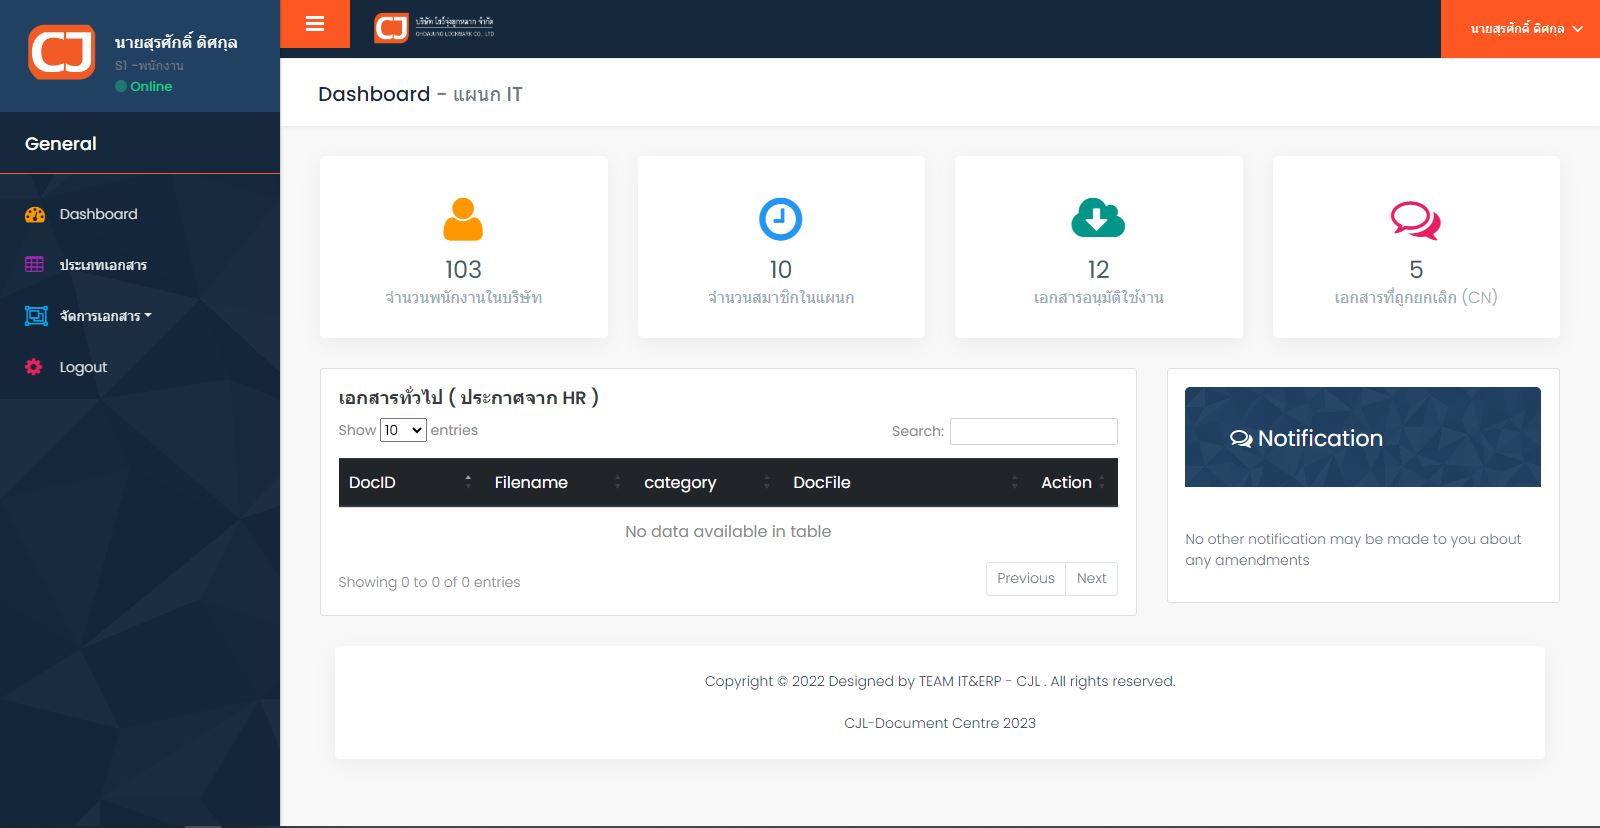 CJ
นายสุรศักดิ์ ดิศกุล
S1 -พนักงาน
Online
General
Dashboard
ประเภทเอกสาร
จัดการเอกสาร
Logout
CJ
CO., LTD
นายสุรศักดิ์ ดิศกุล
Dashboard - แผนก IT
103
จำนวนพนักงานในบริษัท
10
จำนวนสมาชิกในแผนก
12
เอกสารอนุมัติใช้งาน
5
เอกสารที่ถูกยกเลิก (CN)
เอกสารทั่วไป ( ประกาศจาก HR )
Show 10 entries
Search:
DocID Filename category DocFile Action
No data available in table
Showing 0 to 0 of 0 entries
Previous Next
Notification
No other notification may be made to you about
any amendments
Copyright © 2022 Designed by TEAM IT&ERP - CJL . All rights reserved.
CJL-Document Centre 2023